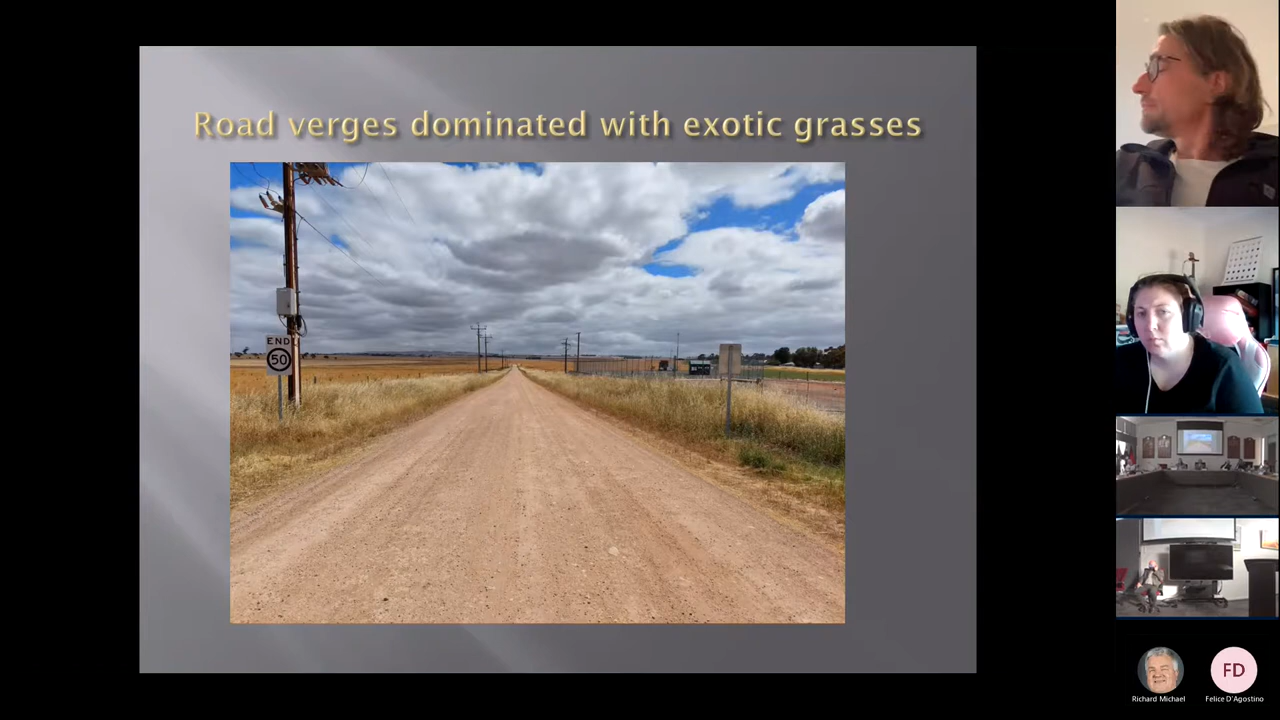 Road verges dominated with exotic grasses
END
50
FD
Richard Michael
Felice D'Agostino